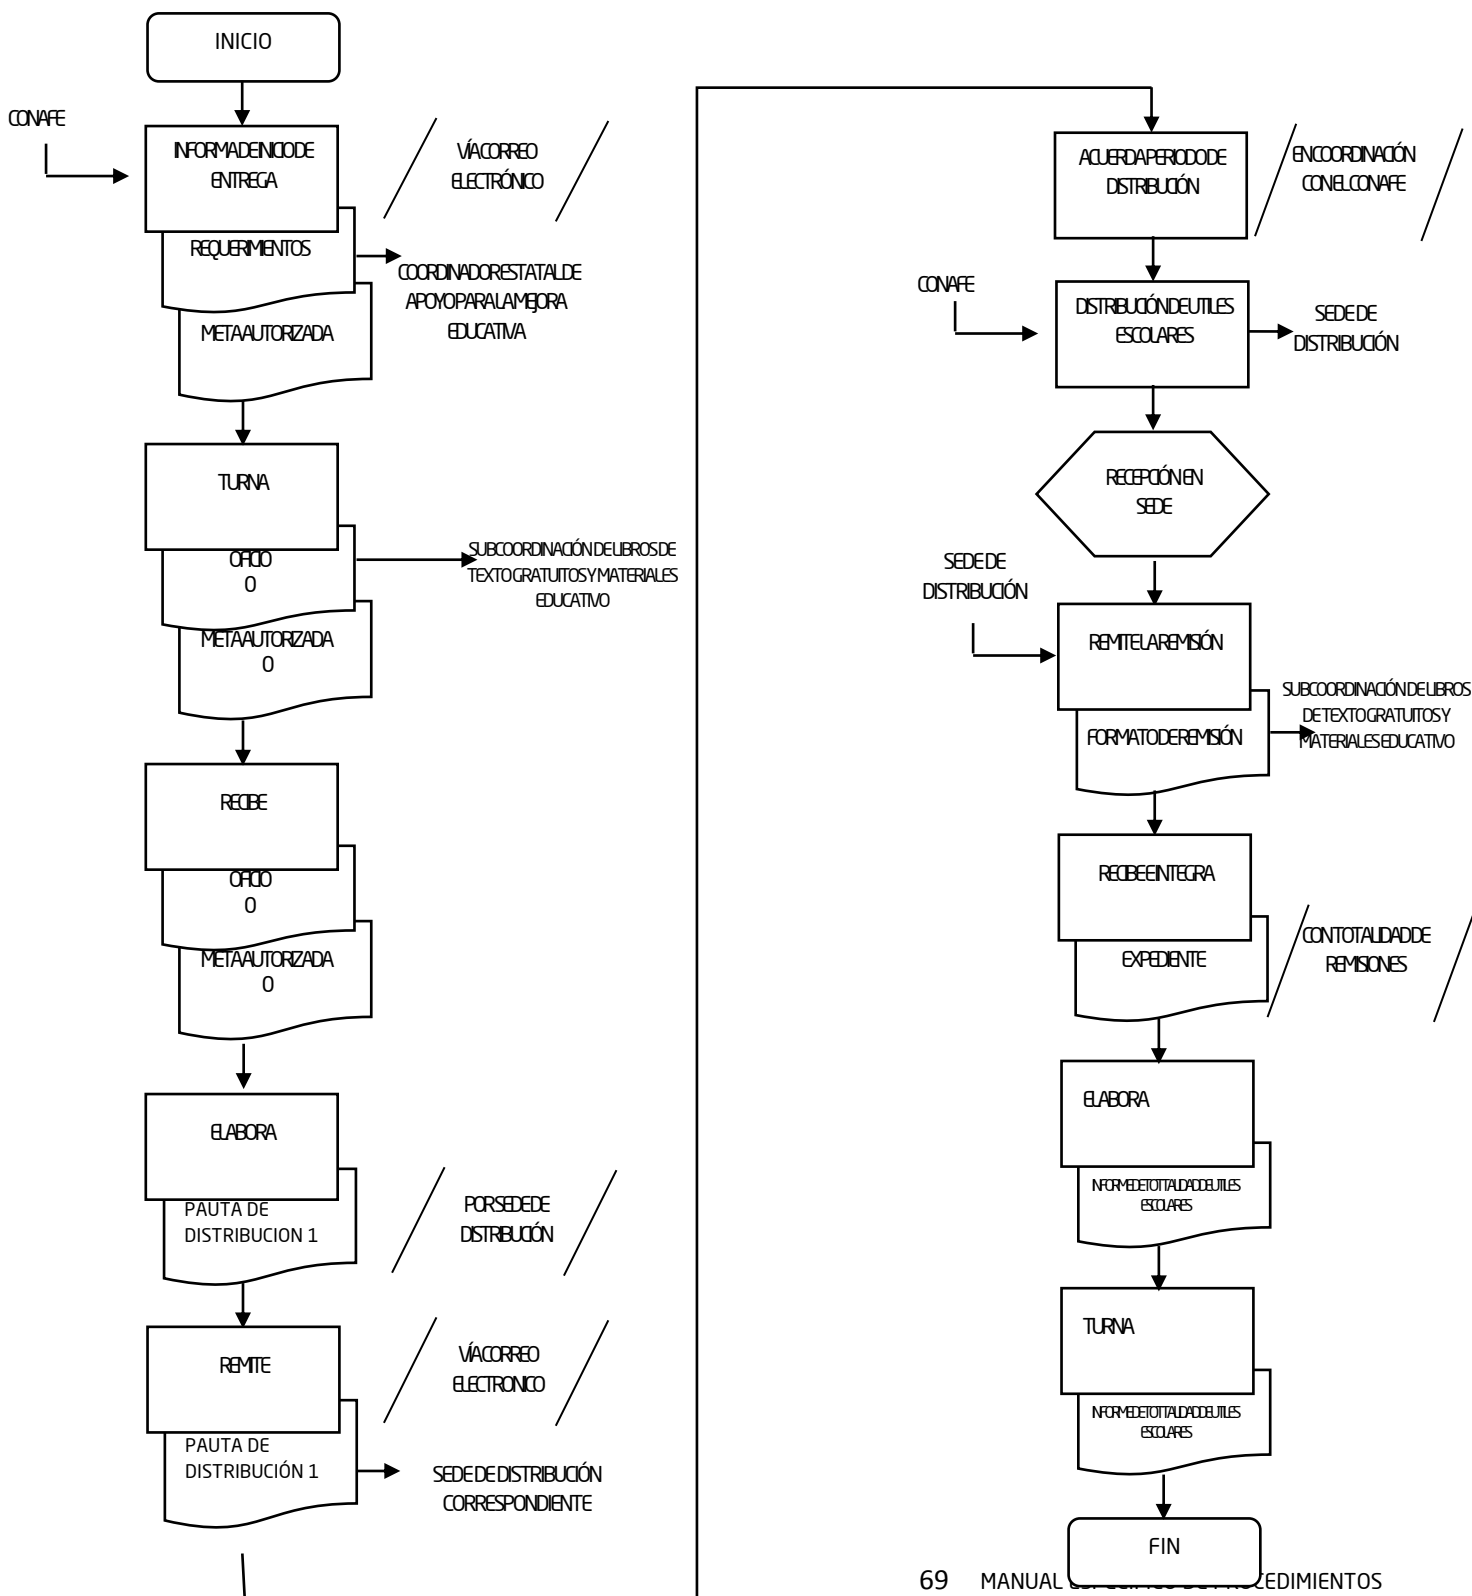 INICIO
CONAFE
INFORMA DE INICIO DE
ENTREGA
VÍA CORREO
ELECTRÓNICO
REQUERIMIENTOS
COORDINADOR ESTATAL DE
APOYO PARA LA MEJORA
EDUCATIVA
META AUTORIZADA
TURNA
OFICIO
0
SUBCOORDINACIÓN DE LIBROS DE
TEXTO GRATUITOS Y MATERIALES
EDUCATIVO
META AUTORIZADA
0
RECIBE
OFICIO
0
META AUTORIZADA
0
ELABORA
PAUTA DE
DISTRIBUCION 1
POR SEDE DE
DISTRIBUCIÓN
REMITE
VÍA CORREO
ELECTRONICO
PAUTA DE
DISTRIBUCIÓN 1
SEDE DE DISTRIBUCIÓN
CORRESPONDIENTE
ACUERDA PERIODO DE
DISTRIBUCIÓN
EN COORDINACIÓN
CON EL CONAFE
CONAFE
DISTRIBUCIÓN DE UTILES
ESCOLARES
SEDE DE
DISTRIBUCIÓN
RECEPCIÓN EN
SEDE
SEDE DE
DISTRIBUCIÓN
REMITE LA REMISIÓN
FORMATO DE REMISIÓN
SUBCOORDINACIÓN DE LIBROS
DE TEXTO GRATUITOS Y
MATERIALES EDUCATIVO
RECIBE E INTEGRA
EXPEDIENTE
CON TOTALIDAD DE
REMISIONES
ELABORA
INFORME DE TOTTALIDAD DE UTILES
ESCOLARES
TURNA
INFORME DE TOTTALIDAD DE UTILES
ESCOLARES
FIN
69 MANUAL ESPECÍFICO DE PROCEDIMIENTOS